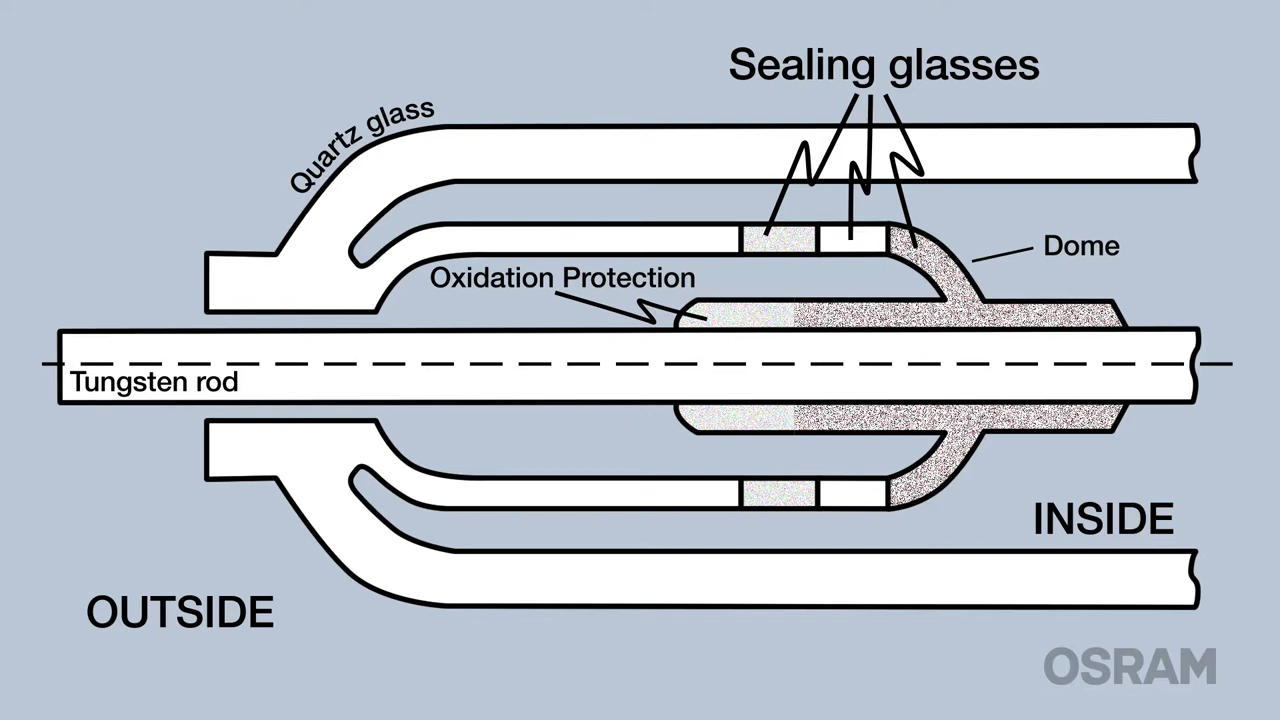 Sealing glasses
Quartz glass
Dome
Oxidation Protection
Tungsten rod
INSIDE
OUTSIDE
OSRAM